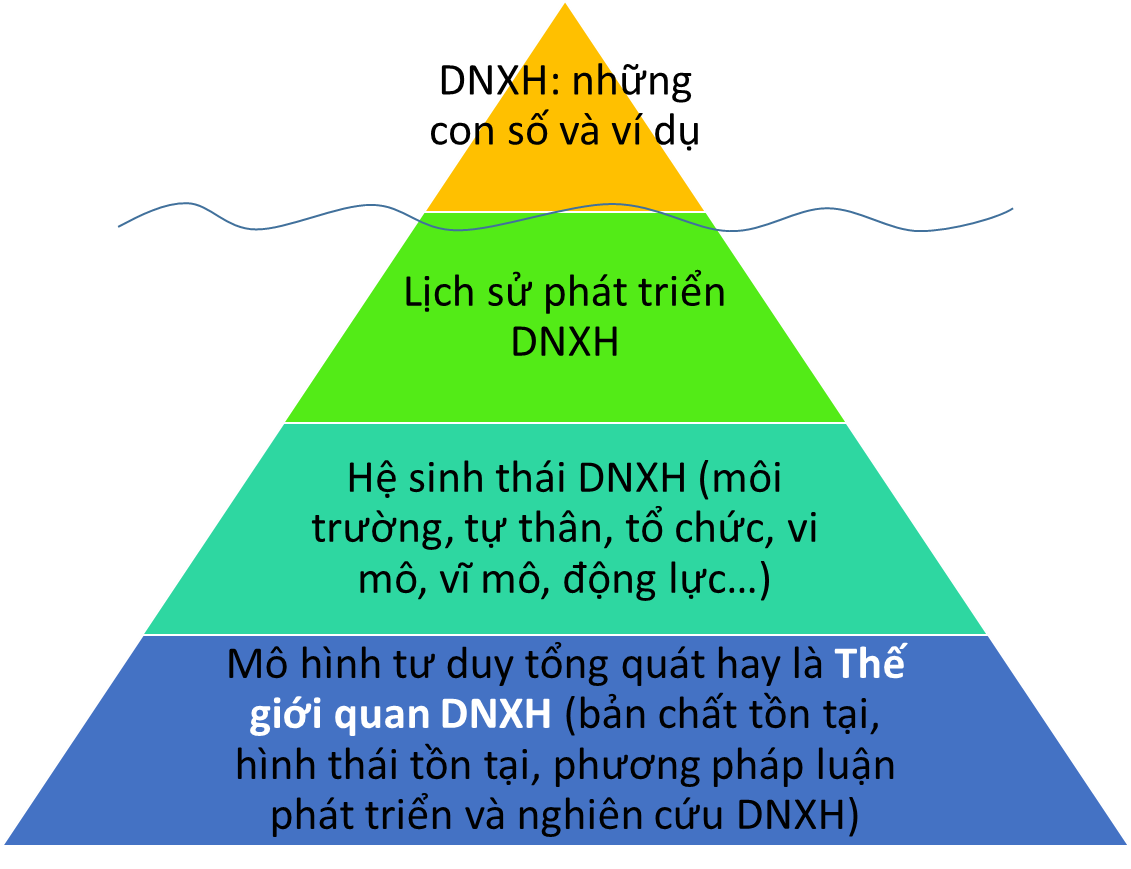 DNXH: những
con số và ví dụ
Lịch sử phát triển
DNXH
Hệ sinh thái DNXH (môi
trường, tự thân, tổ chức, vi
mô, vĩ mô, động lực...)
Mô hình tư duy tổng quát hay là Thế
giới quan DNXH (bản chất tồn tại,
hình thái tồn tại, phương pháp luận
phát triển và nghiên cứu DNXH)